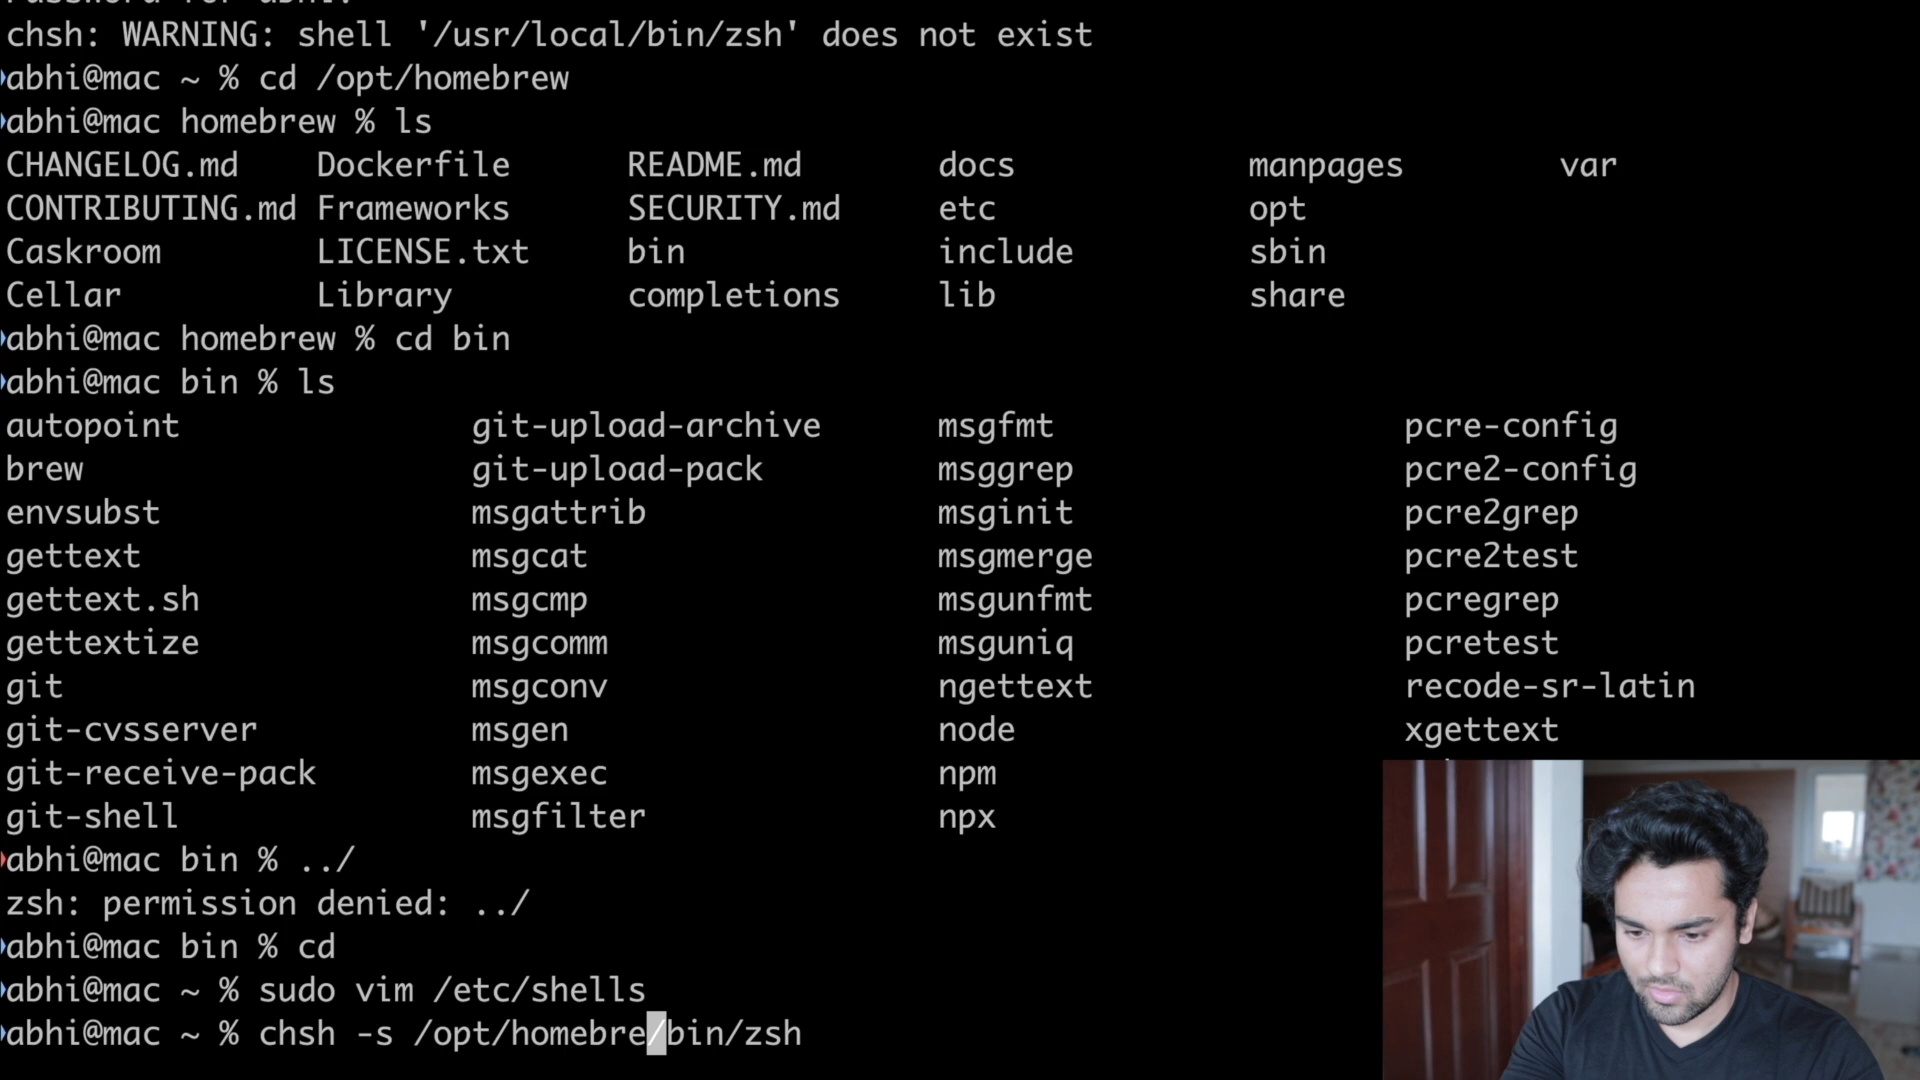 chsh: WARNING: shell '/usr/local/bin/zsh' does not exist
abhi@mac ~ % cd /opt/homebrew
abhi@mac homebrew % ls
CHANGELOG.md Dockerfile README.md docs manpages var
CONTRIBUTING.md Frameworks SECURITY.md etc opt
Caskroom LICENSE.txt bin include sbin
Cellar Library completions lib share
abhi@mac homebrew % cd bin
abhi@mac bin % ls
autopoint git-upload-archive msgfmt pcre-config
brew git-upload-pack msggrep pcre2-config
envsubst msgattrib msginit pcre2grep
gettext msgcat msgmerge pcre2test
gettext.sh msgcmp msgunfmt pcregrep
gettextize msgcomm msguniq pcretest
git msgconv ngettext recode-sr-latin
git-cvsserver msgen node xgettext
git-receive-pack msgexec npm
git-shell msgfilter npx
abhi@mac bin % ../
zsh: permission denied: ../
abhi@mac bin % cd
abhi@mac ~ % sudo vim /etc/shells
abhi@mac ~ % chsh -s /opt/homebre/bin/zsh